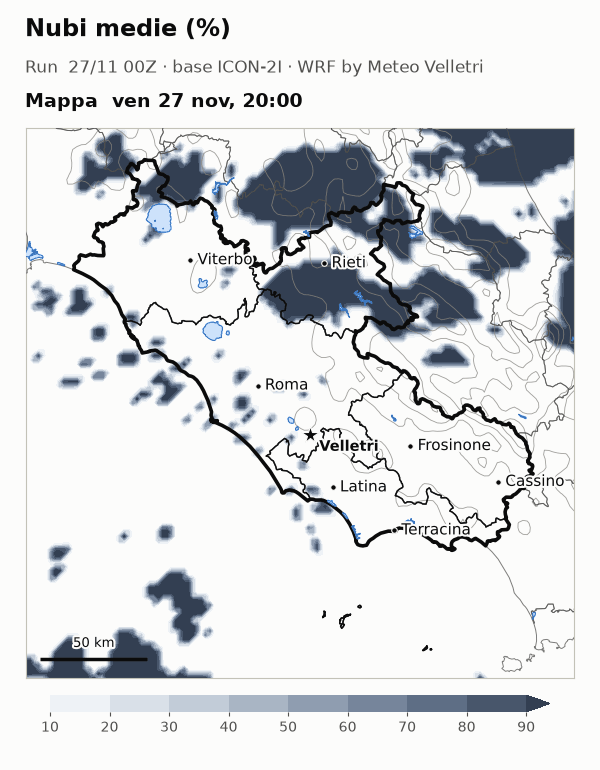 Nubi medie (%)
Run  27/11 00Z · base ICON-2I · WRF by Meteo Velletri
Mappa  ven 27 nov, 20:00
Viterbo
Rieti
Roma
Velletri
Frosinone
Latina
Cassino
Terracina
50 km
10 20 30 40 50 60 70 80 90